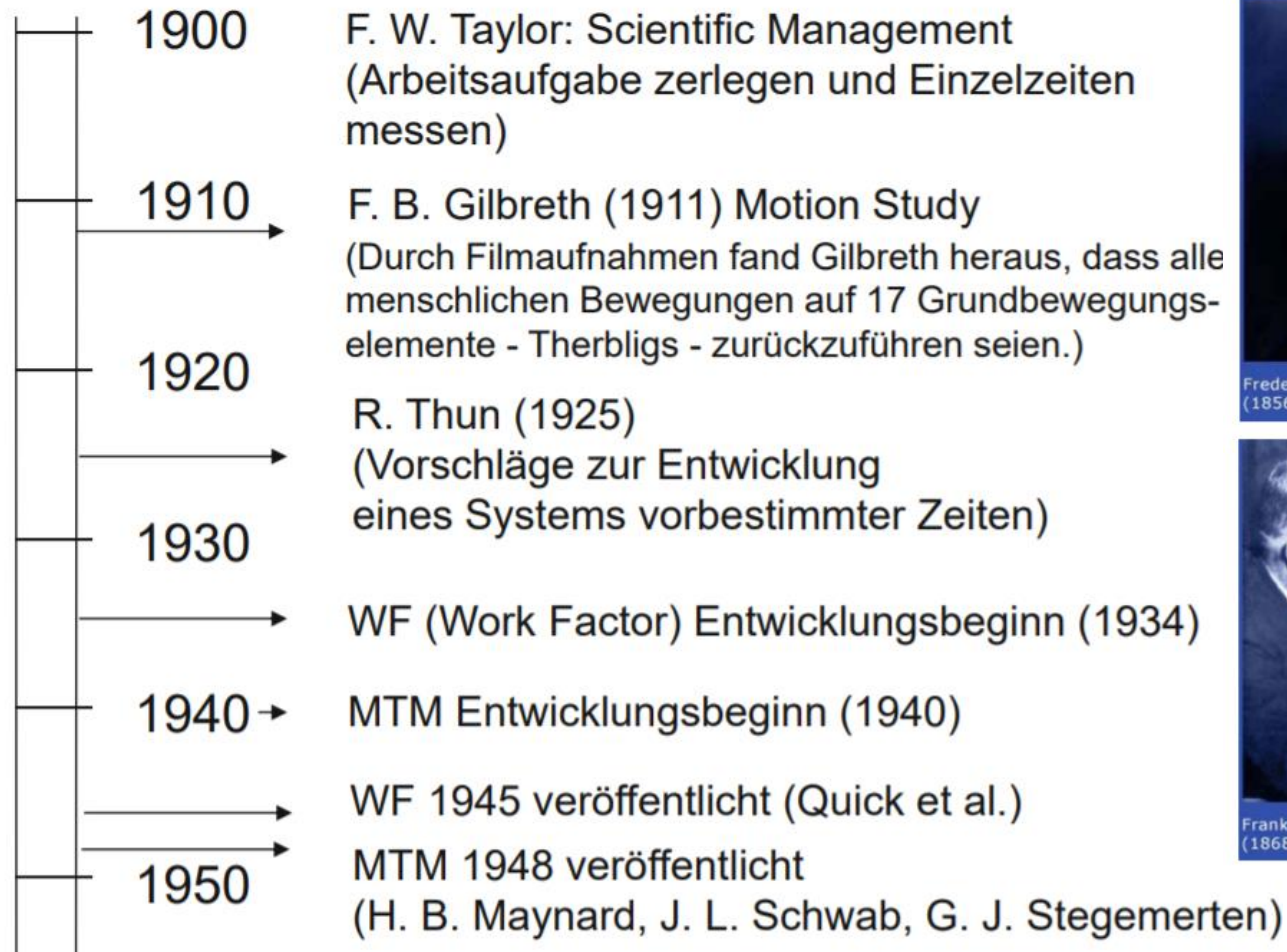 1900 F. W. Taylor: Scientific Management
(Arbeitsaufgabe zerlegen und Einzelzeiten
messen)
1910 F. B. Gilbreth (1911) Motion Study
(Durch Filmaufnahmen fand Gilbreth heraus, dass alle
menschlichen Bewegungen auf 17 Grundbewegungs-
elemente - Therbligs - zurückzuführen seien.)
1920
R. Thun (1925)
(Vorschläge zur Entwicklung
eines Systems vorbestimmter Zeiten)
1930
WF (Work Factor) Entwicklungsbeginn (1934)
1940 MTM Entwicklungsbeginn (1940)
WF 1945 veröffentlicht (Quick et al.)
MTM 1948 veröffentlicht
1950
(H. B. Maynard, J. L. Schwab, G. J. Stegemerten)
Frank
(1868